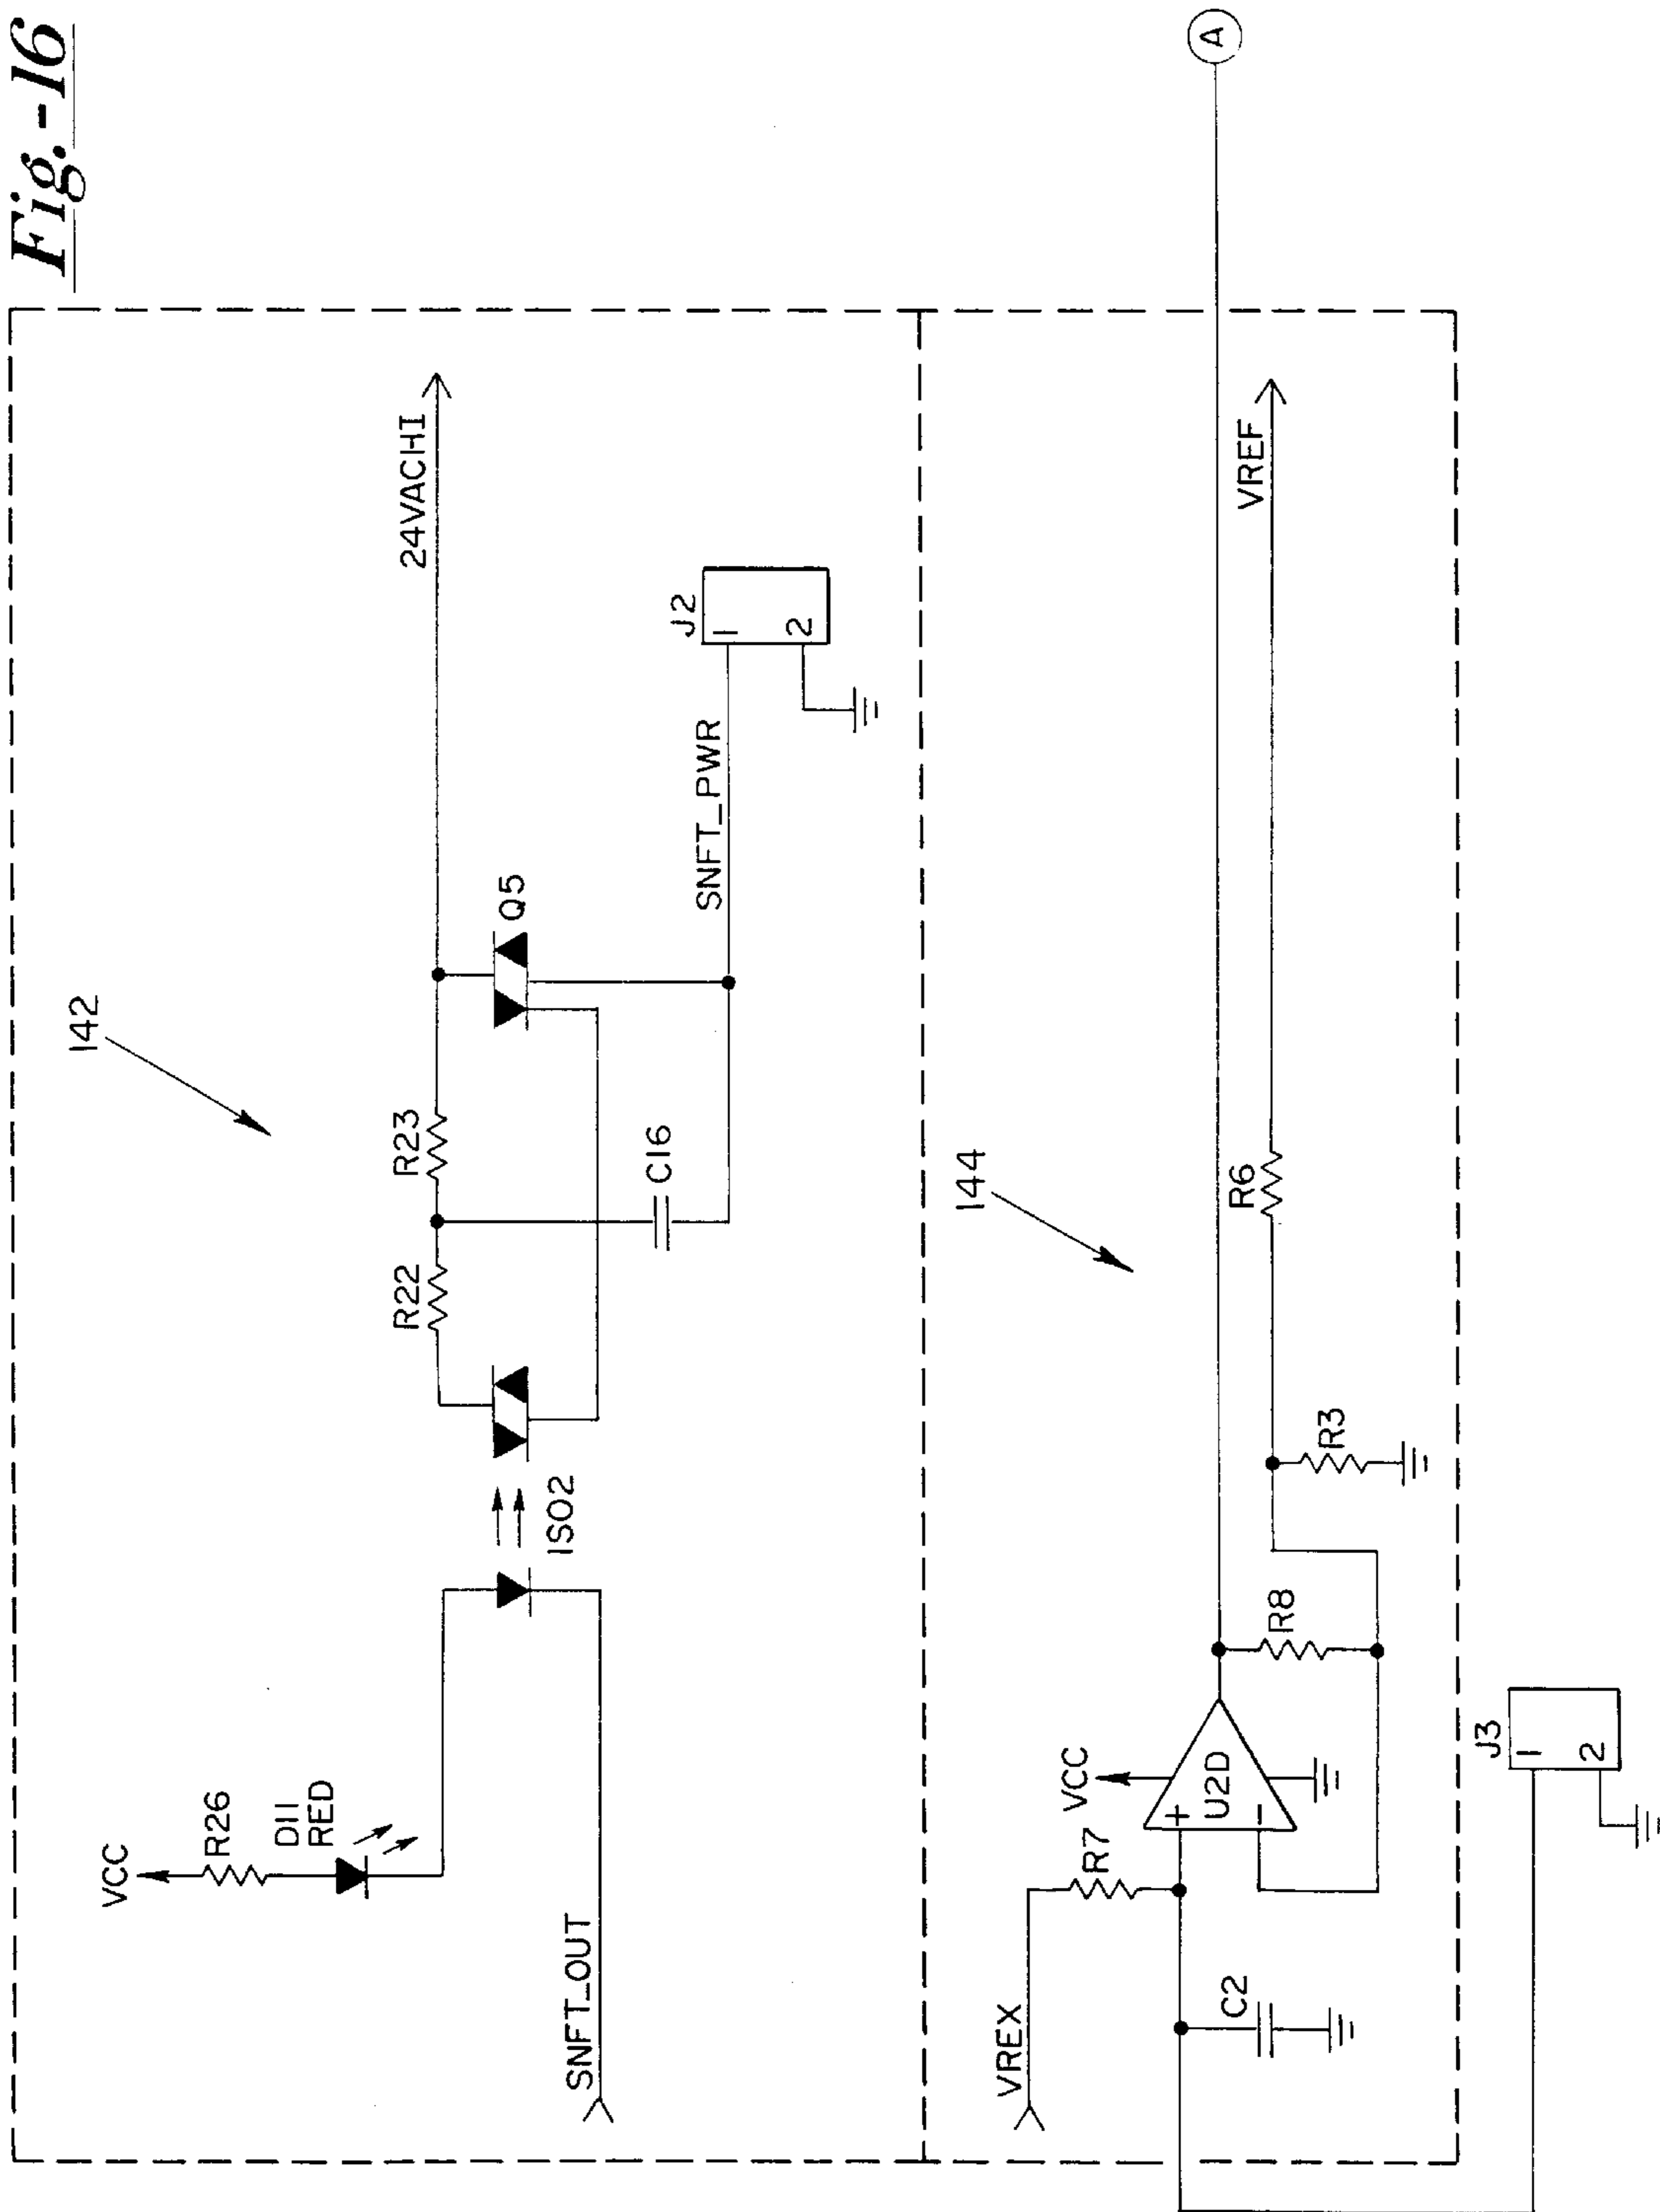 Fig.-16
142
VCC
R26
D11
RED
R22
R23
24VACHI
Q5
ISO2
C16
SNFT_OUT
SNFT_PWR
J2
1
2
144
VREX
R7
VCC
+
U2D
-
A
C2
R8
R3
R6
VREF
J3
1
2